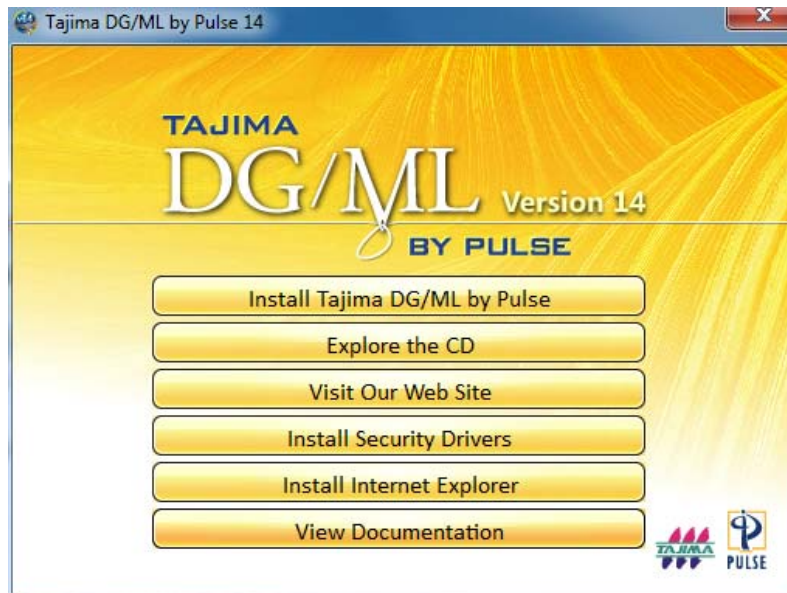 Tajima DG/ML by Pulse 14
TAJIMA
DG/ML Version 14
BY PULSE
Install Tajima DG/ML by Pulse
Explore the CD
Visit Our Web Site
Install Security Drivers
Install Internet Explorer
View Documentation
TAJIMA
PULSE